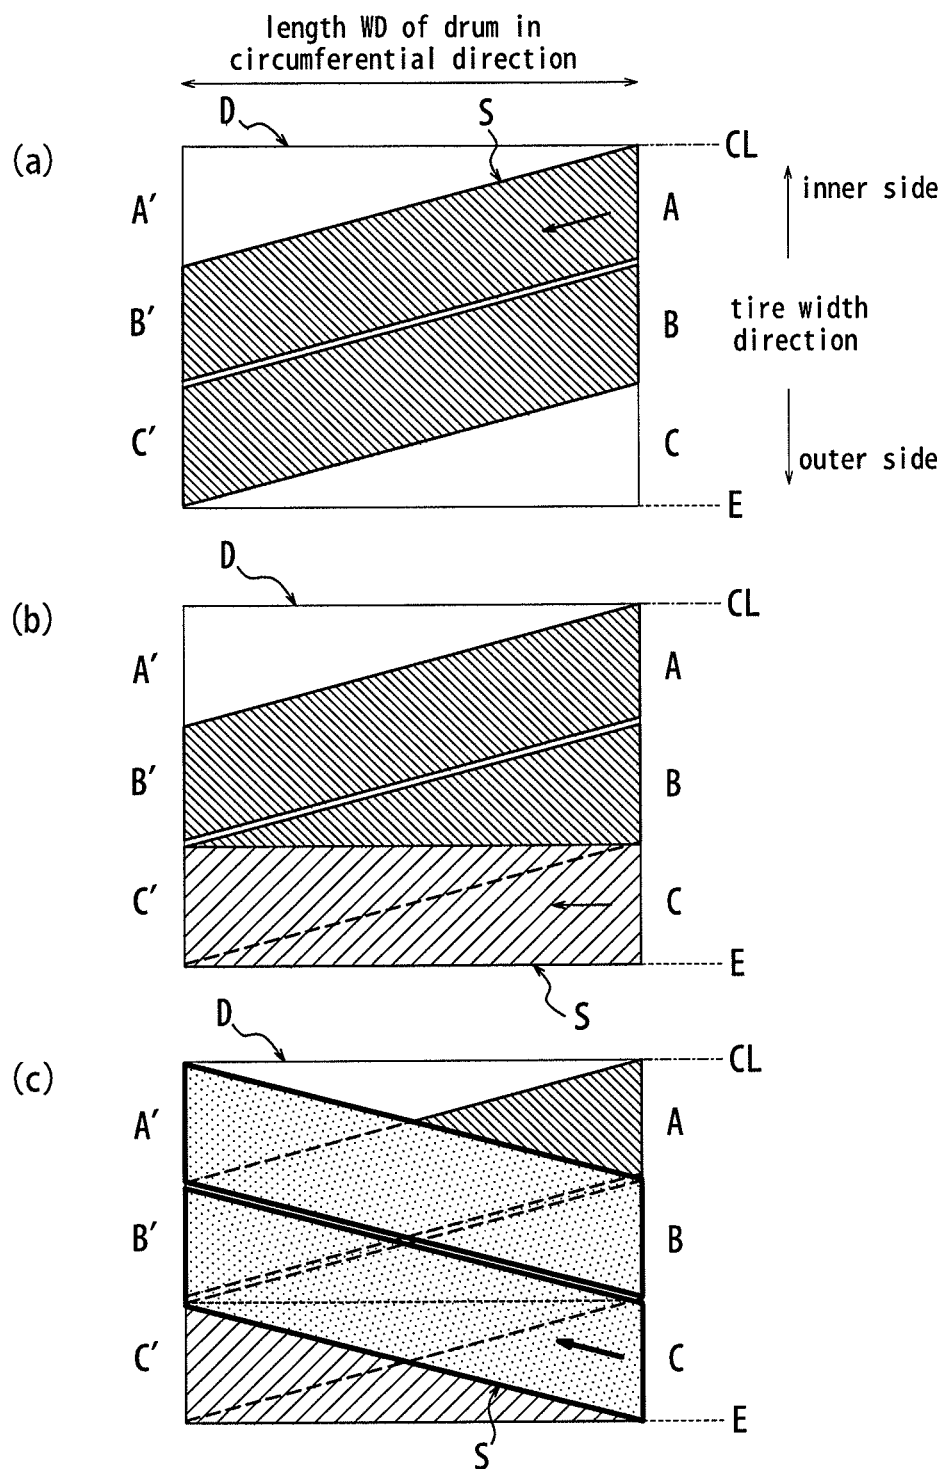 length WD of drum in
circumferential direction
D
S
(a)
CL
A′
A
inner side
B′
B
tire width
direction
C′
C
outer side
E
D
(b)
CL
A′
A
B′
B
C′
C
E
D
S
(c)
CL
A′
A
B′
B
C′
C
E
S